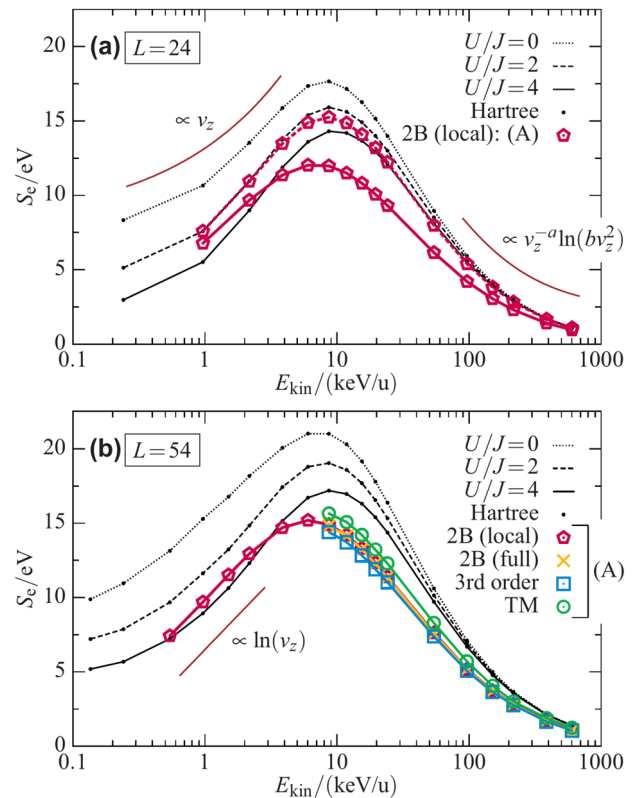 (a) L=24
U/J=0
U/J=2
U/J=4
Hartree
2B (local): (A)
∝ v_z
∝ v_z^{-a} ln(bv_z^2)
S_e/eV
20
15
10
5
0
0.1 1 10 100 1000
E_kin/(keV/u)
(b) L=54
U/J=0
U/J=2
U/J=4
Hartree
2B (local)
2B (full)
3rd order
TM
(A)
∝ ln(v_z)
S_e/eV
20
15
10
5
0
0.1 1 10 100 1000
E_kin/(keV/u)